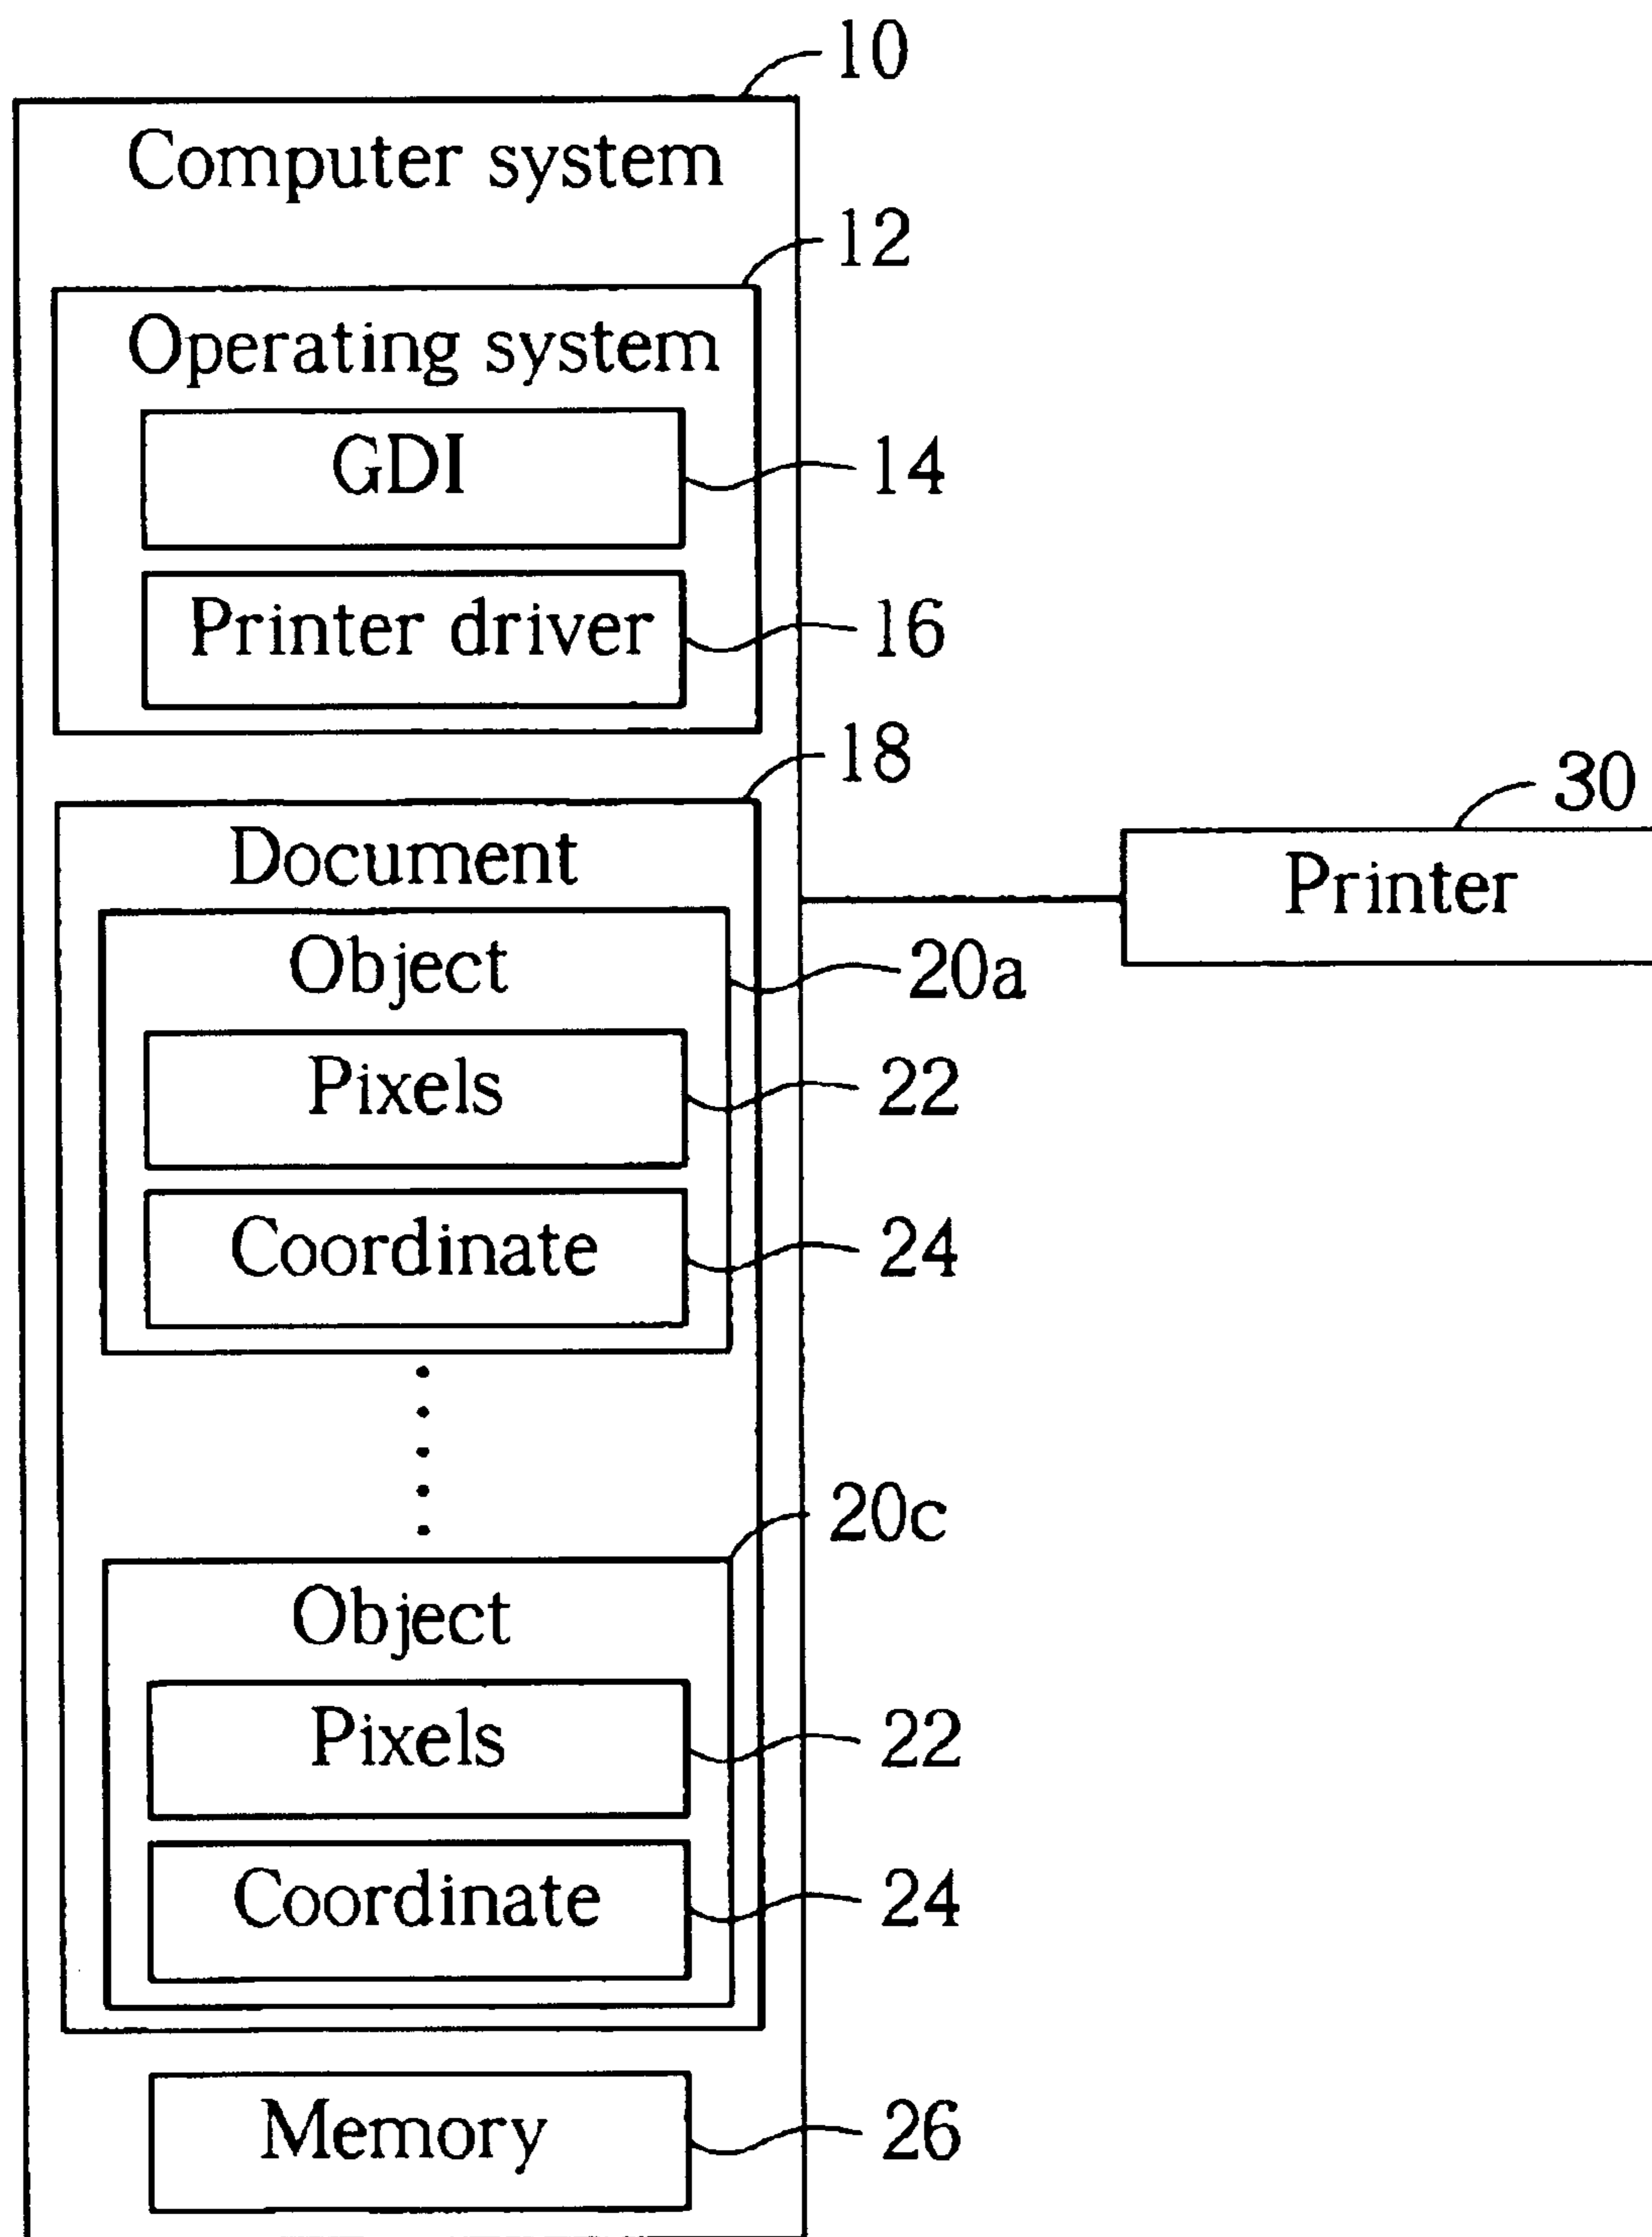 10
Computer system
12
Operating system
GDI
14
Printer driver
16
18
Document
30
Printer
Object
20a
Pixels
22
Coordinate
24
20c
Object
Pixels
22
Coordinate
24
Memory
26